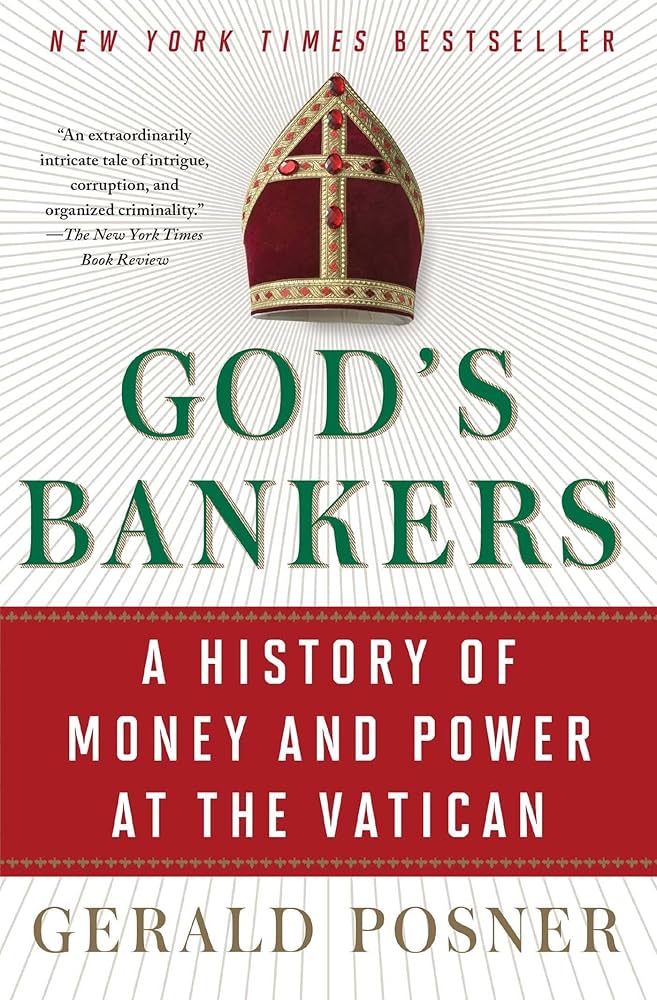 NEW YORK TIMES BESTSELLER
“An extraordinarily
intricate tale of intrigue,
corruption, and
organized criminality.”
—The New York Times
Book Review
GOD’S
BANKERS
A HISTORY OF
MONEY AND POWER
AT THE VATICAN
GERALD POSNER